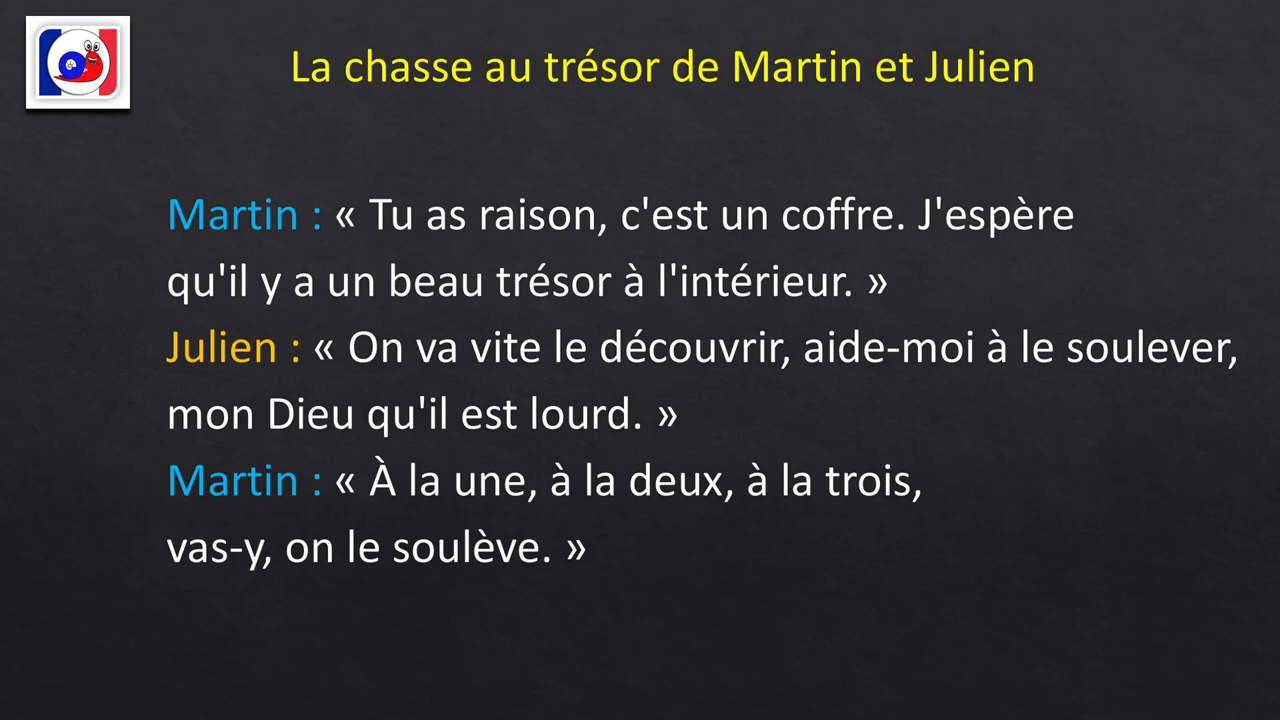 La chasse au trésor de Martin et Julien
Martin : « Tu as raison, c'est un coffre. J'espère
qu'il y a un beau trésor à l'intérieur. »
Julien : « On va vite le découvrir, aide-moi à le soulever,
mon Dieu qu'il est lourd. »
Martin : « À la une, à la deux, à la trois,
vas-y, on le soulève. »